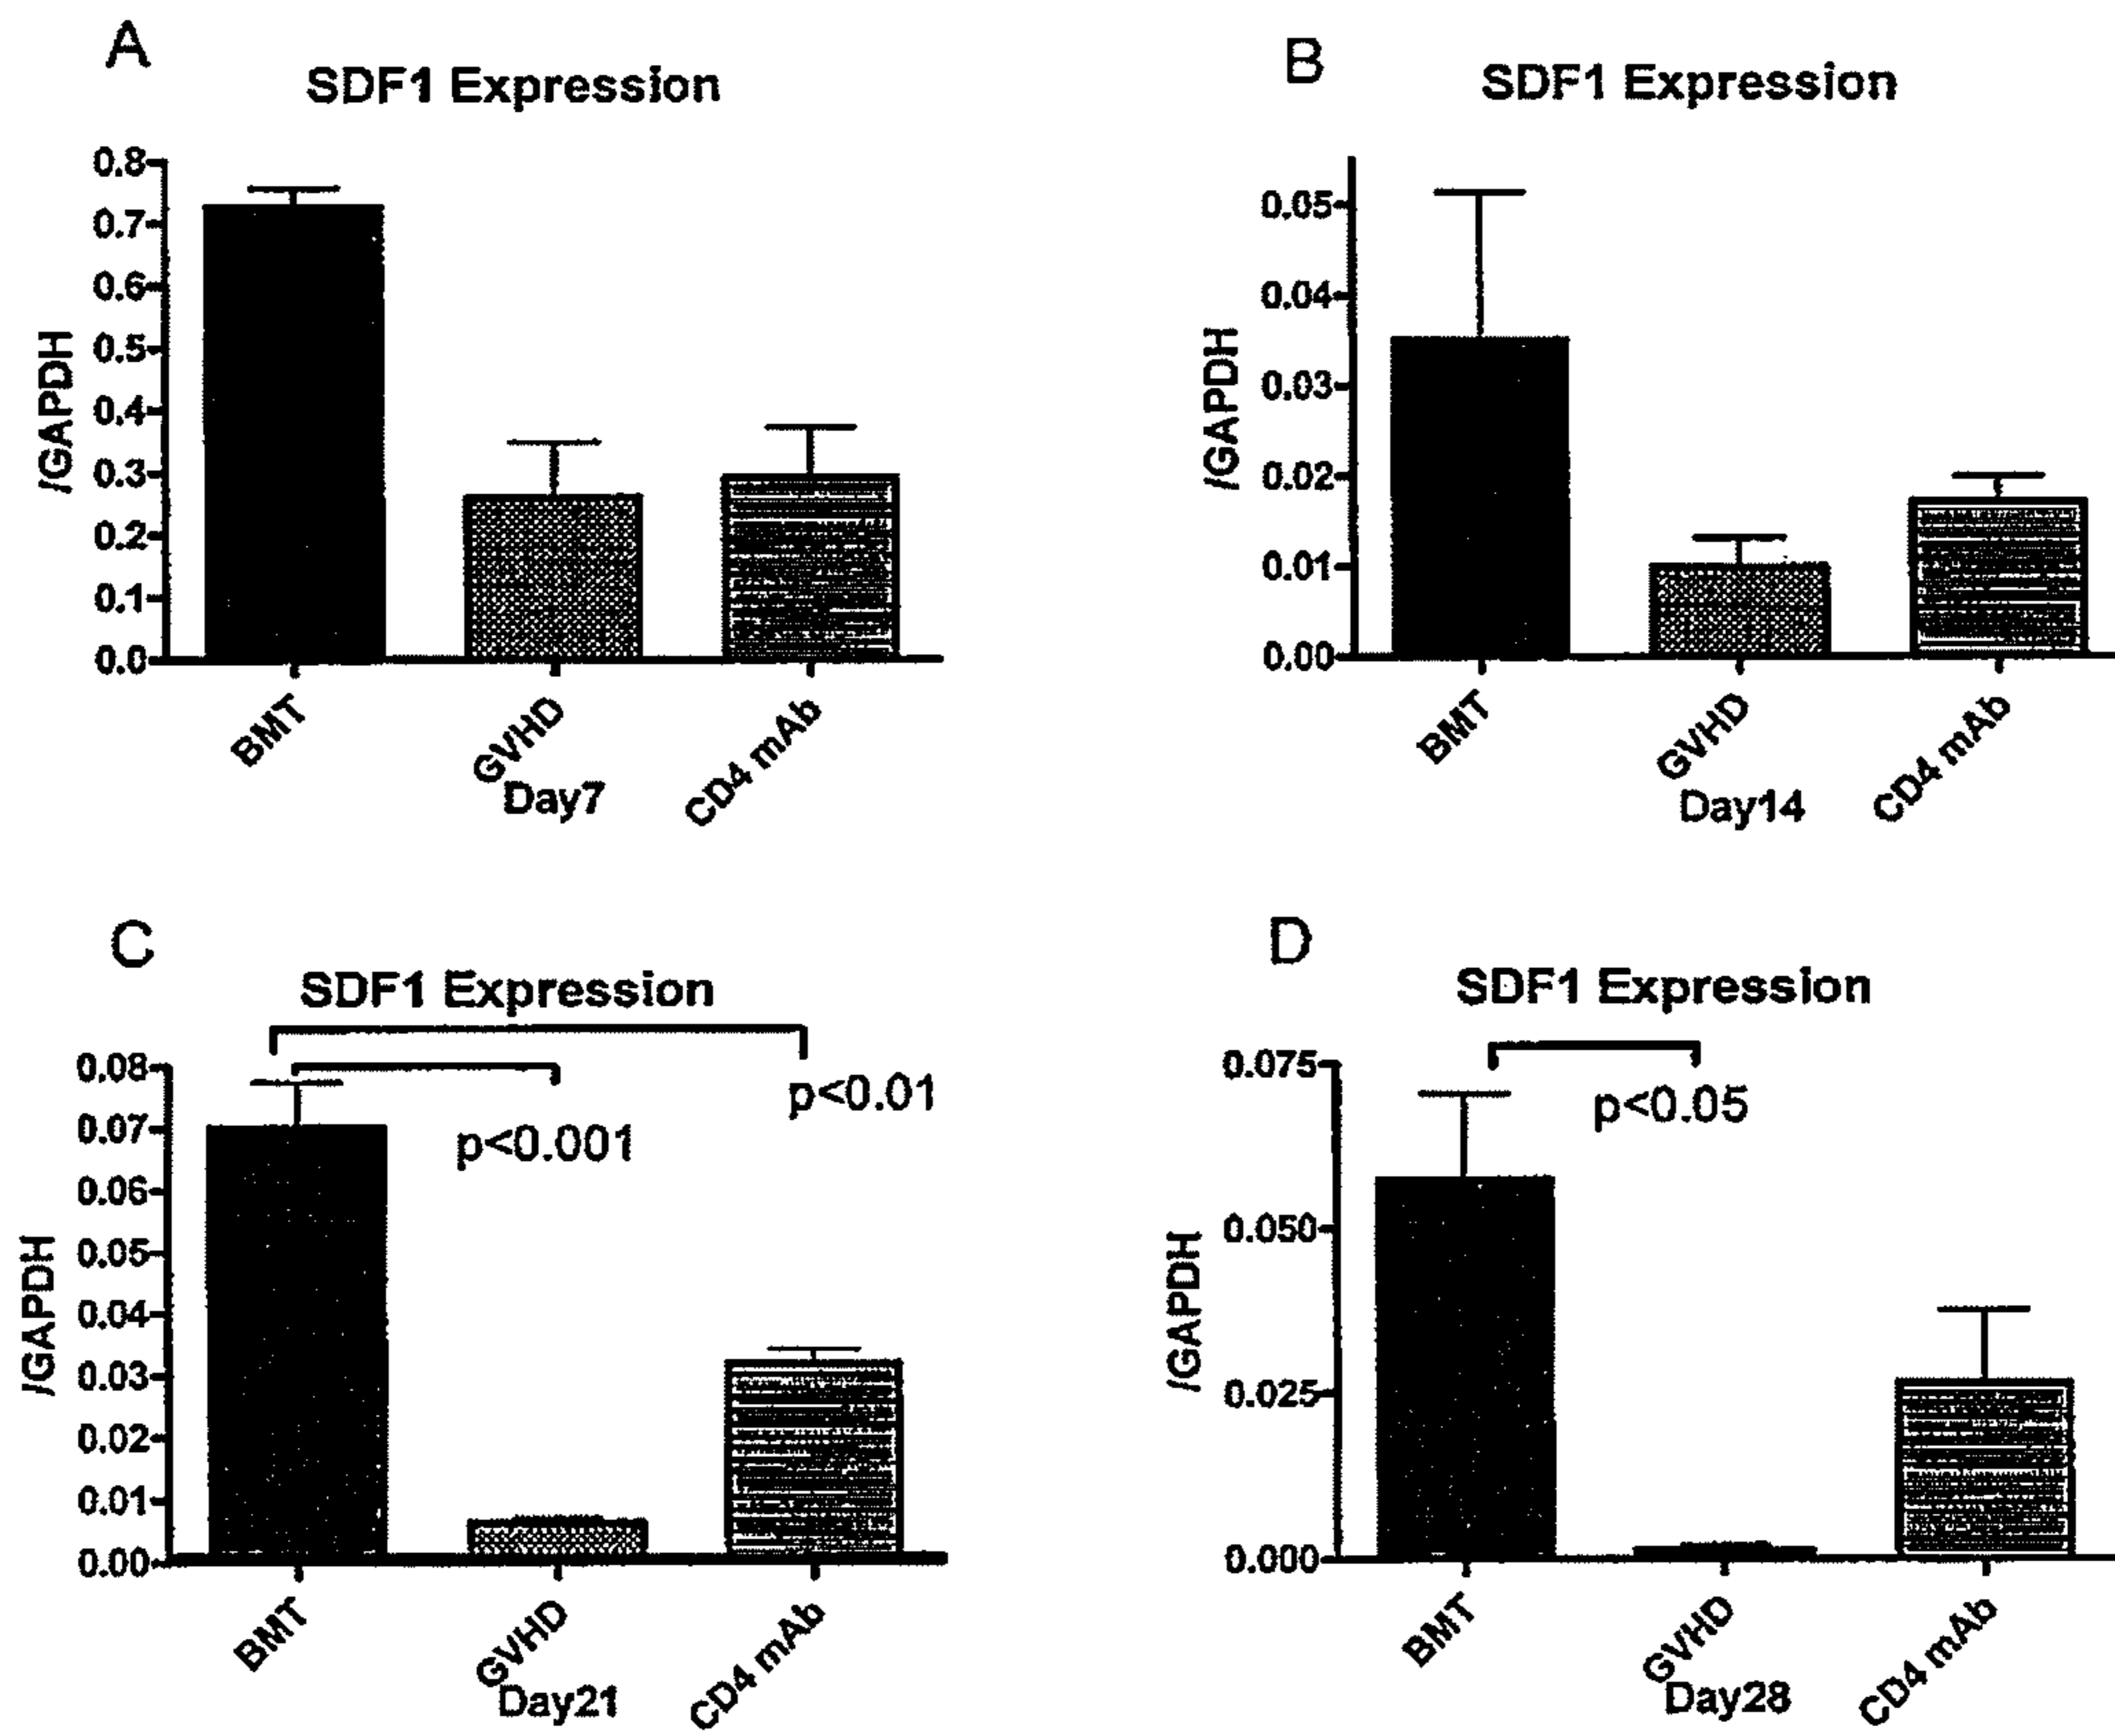 A
SDF1 Expression
/GAPDH
0.8
0.7
0.6
0.5
0.4
0.3
0.2
0.1
0.0
BMT
GVHD
CD4 mAb
Day7
B
SDF1 Expression
/GAPDH
0.05
0.04
0.03
0.02
0.01
0.00
BMT
GVHD
CD4 mAb
Day14
C
SDF1 Expression
/GAPDH
0.08
0.07
0.06
0.05
0.04
0.03
0.02
0.01
0.00
p<0.01
p<0.001
BMT
GVHD
CD4 mAb
Day21
D
SDF1 Expression
/GAPDH
0.075
0.050
0.025
0.000
p<0.05
BMT
GVHD
CD4 mAb
Day28